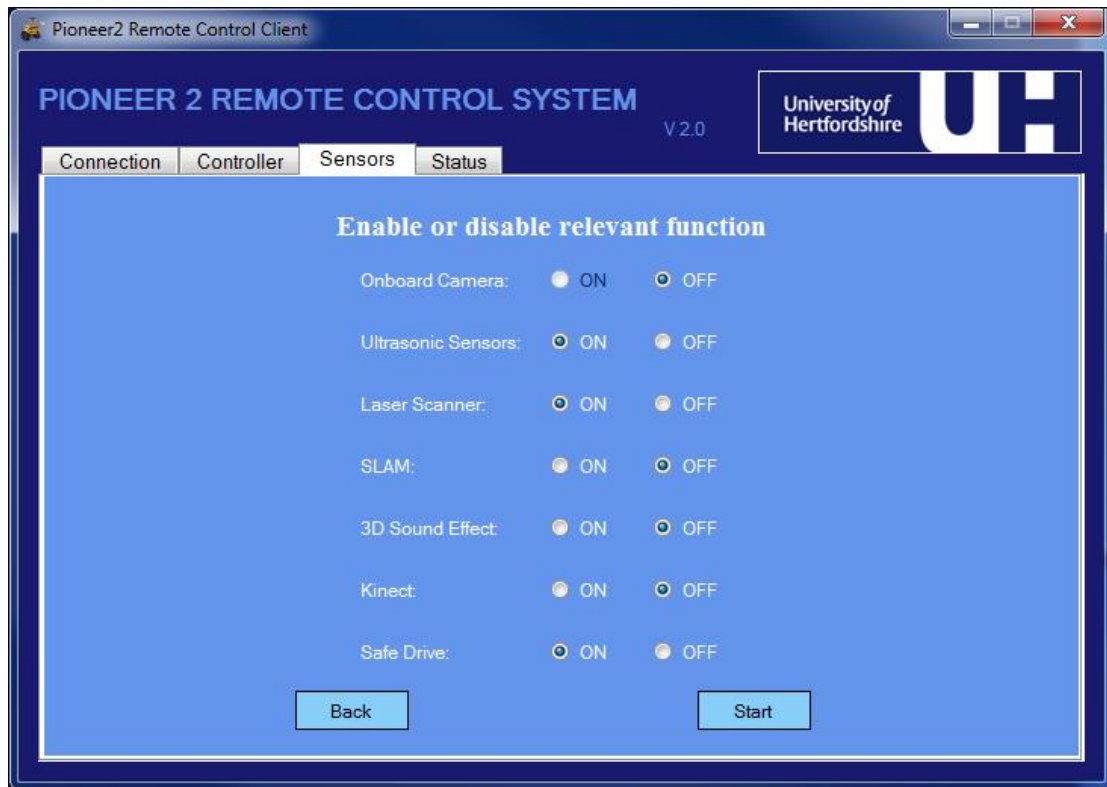 Pioneer2 Remote Control Client
PIONEER 2 REMOTE CONTROL SYSTEM
V 2.0
University of
Hertfordshire
UH
Connection Controller Sensors Status
Enable or disable relevant function
Onboard Camera: ON OFF
Ultrasonic Sensors: ON OFF
Laser Scanner: ON OFF
SLAM: ON OFF
3D Sound Effect: ON OFF
Kinect: ON OFF
Safe Drive: ON OFF
Back Start